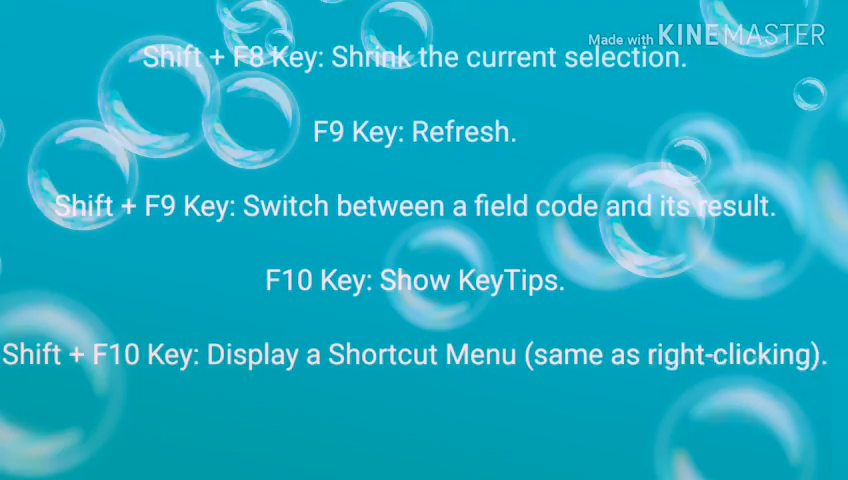 Made with KINEMASTER
Shift + F8 Key: Shrink the current selection.
F9 Key: Refresh.
Shift + F9 Key: Switch between a field code and its result.
F10 Key: Show KeyTips.
Shift + F10 Key: Display a Shortcut Menu (same as right-clicking).